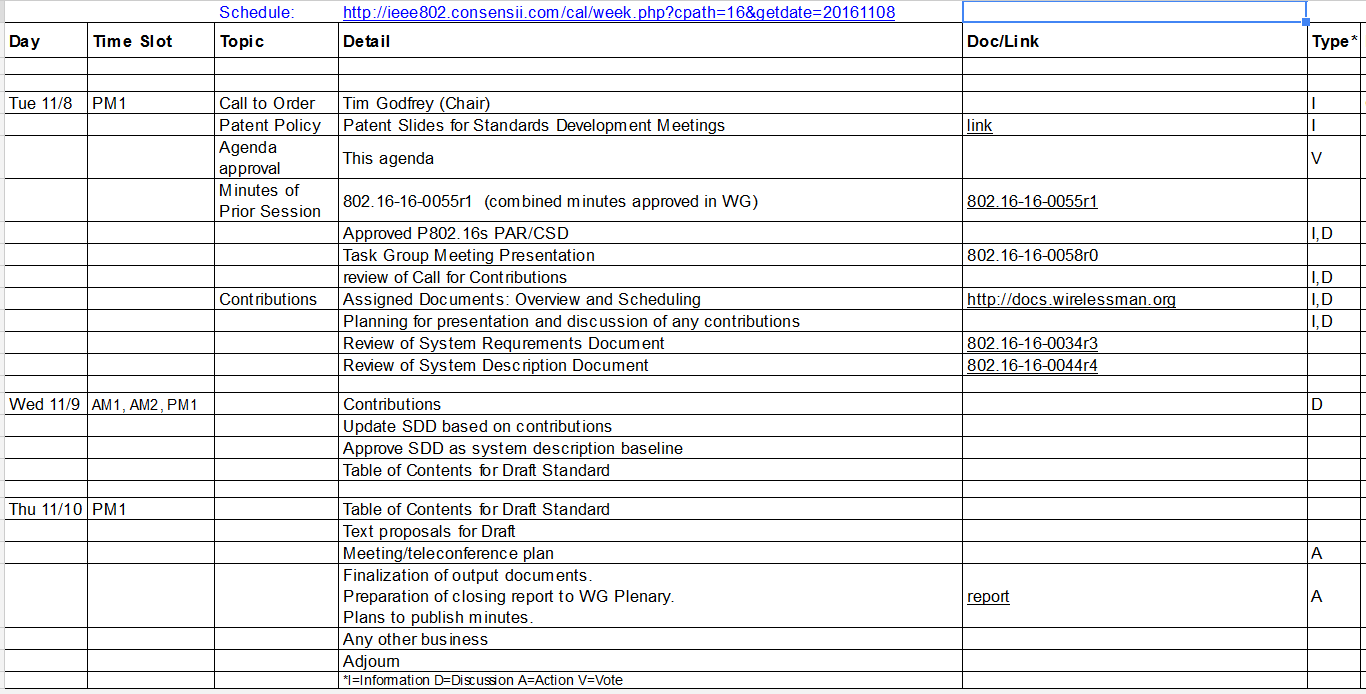 Schedule: http://ieee802.consensii.com/cal/week.php?cpath=16&getdate=20161108
Day Time Slot Topic Detail Doc/Link Type*
Tue 11/8 PM1 Call to Order Tim Godfrey (Chair) I
Patent Policy Patent Slides for Standards Development Meetings link I
Agenda
approval
This agenda V
Minutes of
Prior Session
802.16-16-0055r1 (combined minutes approved in WG) 802.16-16-0055r1
Approved P802.16s PAR/CSD I,D
Task Group Meeting Presentation 802.16-16-0058r0
review of Call for Contributions I,D
Contributions Assigned Documents: Overview and Scheduling http://docs.wirelessman.org I,D
Planning for presentation and discussion of any contributions I,D
Review of System Requrements Document 802.16-16-0034r3
Review of System Description Document 802.16-16-0044r4
Wed 11/9 AM1, AM2, PM1 Contributions D
Update SDD based on contributions
Approve SDD as system description baseline
Table of Contents for Draft Standard
Thu 11/10 PM1 Table of Contents for Draft Standard
Text proposals for Draft
Meeting/teleconference plan A
Finalization of output documents.
Preparation of closing report to WG Plenary. report A
Plans to publish minutes.
Any other business
Adjourn
*I=Information D=Discussion A=Action V=Vote